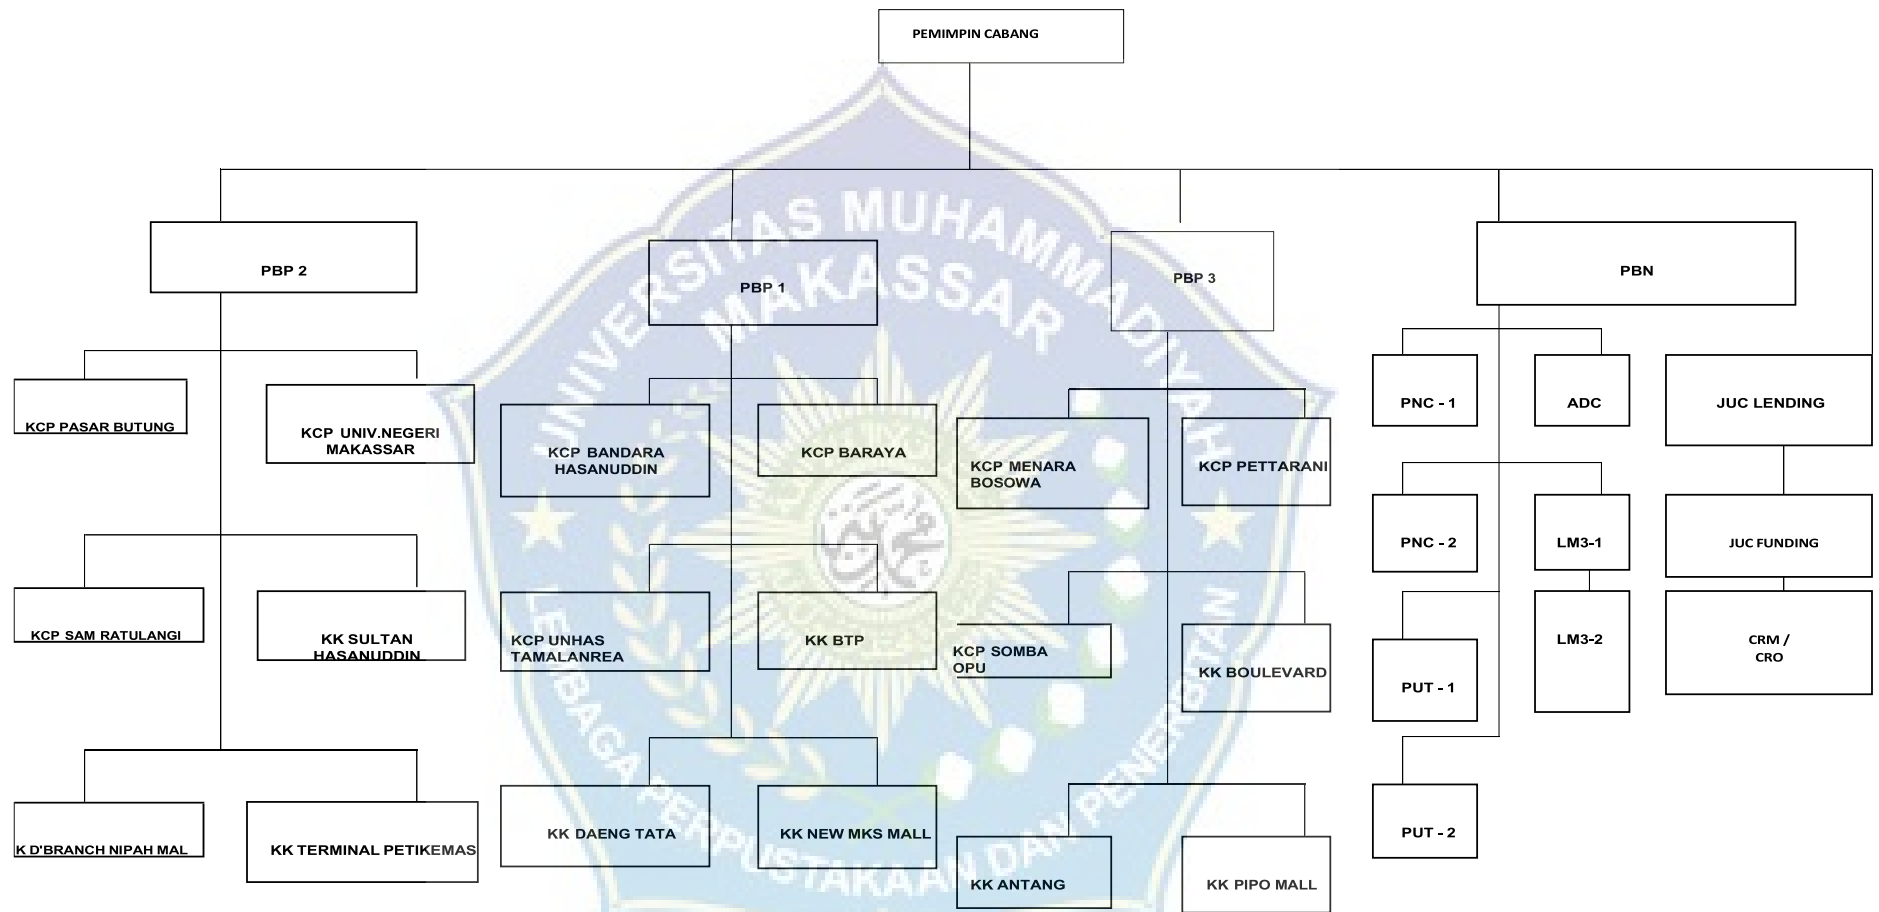 PEMIMPIN CABANG
UNIVERSITAS MUHAMMADIYAH
MAKASSAR
LEMBAGA PERPUSTAKAAN DAN PENERBITAN
PBP 2
PBP 1
PBP 3
PBN
KCP PASAR BUTUNG
KCP UNIV.NEGERI
MAKASSAR
KCP BANDARA
HASANUDDIN
KCP BARAYA
KCP MENARA
BOSOWA
KCP PETTARANI
PNC - 1
ADC
JUC LENDING
PNC - 2
LM3-1
JUC FUNDING
KCP SAM RATULANGI
KK SULTAN
HASANUDDIN
KCP UNHAS
TAMALANREA
KK BTP
KCP SOMBA
OPU
KK BOULEVARD
PUT - 1
LM3-2
CRM /
CRO
K D'BRANCH NIPAH MAL
KK TERMINAL PETIKEMAS
KK DAENG TATA
KK NEW MKS MALL
KK ANTANG
KK PIPO MALL
PUT - 2